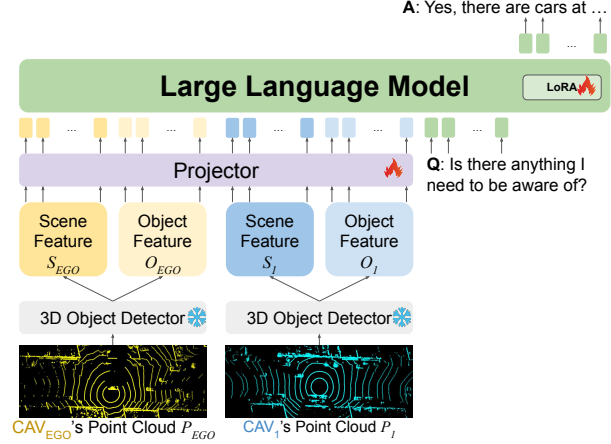 A: Yes, there are cars at ...
...
Large Language Model
LoRA
... ... ... ... ...
Projector
Q: Is there anything I
need to be aware of?
Scene
Feature
S_EGO
Object
Feature
O_EGO
Scene
Feature
S_1
Object
Feature
O_1
3D Object Detector
3D Object Detector
CAV_EGO's Point Cloud P_EGO
CAV_1's Point Cloud P_1